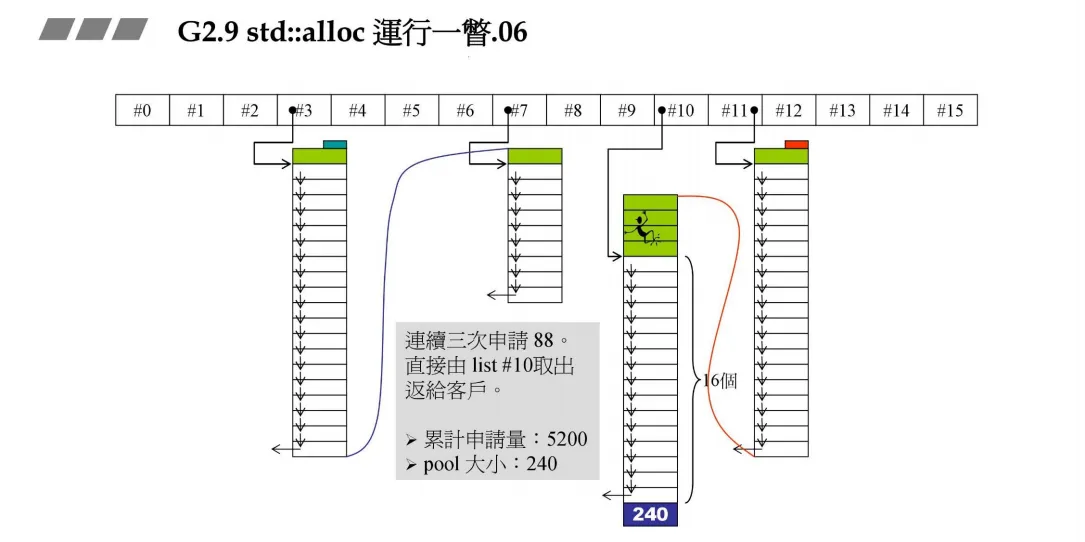 G2.9 std::alloc 運行一瞥.06
#0 #1 #2 #3 #4 #5 #6 #7 #8 #9 #10 #11 #12 #13 #14 #15
連續三次申請 88。
直接由 list #10取出
返給客戶。
➢ 累計申請量：5200
➢ pool 大小：240
16個
240